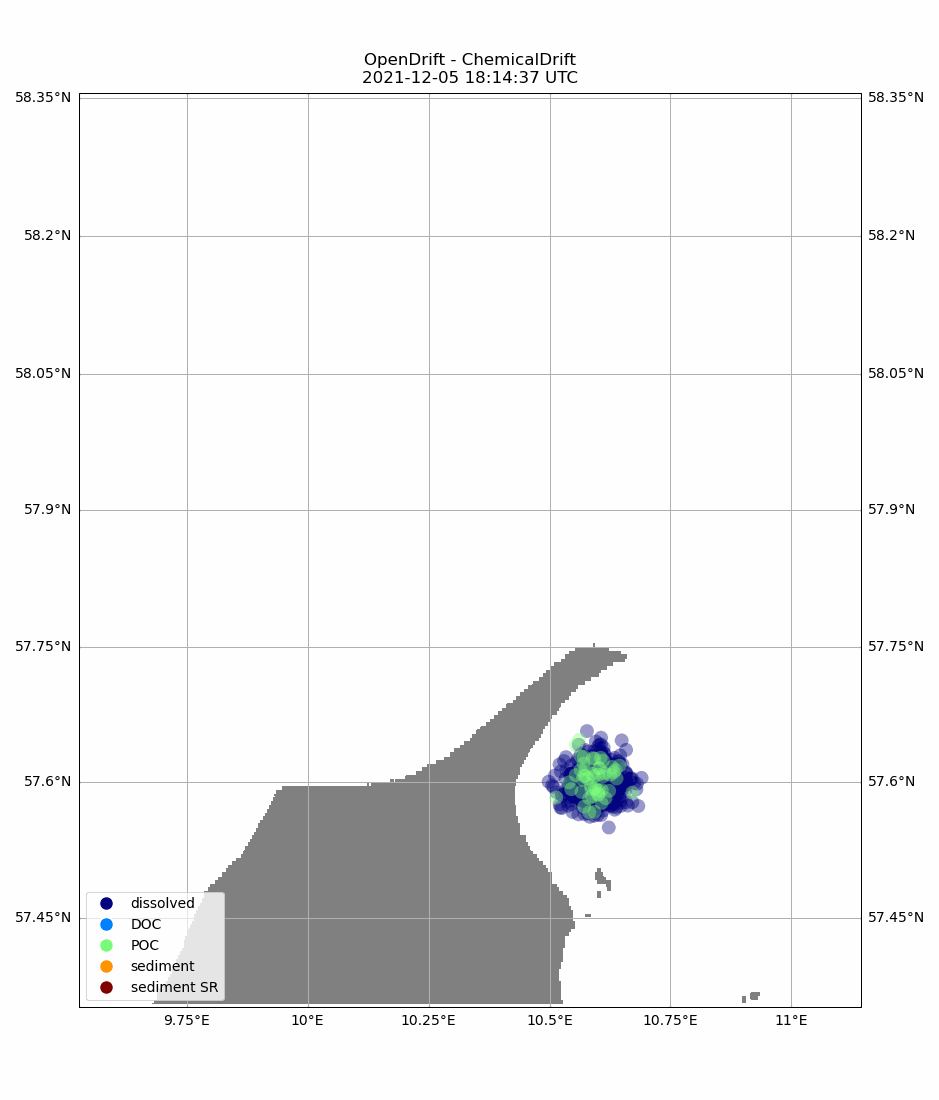 OpenDrift - ChemicalDrift
2021-12-05 18:14:37 UTC
58.35°N 58.35°N
58.2°N 58.2°N
58.05°N 58.05°N
57.9°N 57.9°N
57.75°N 57.75°N
57.6°N 57.6°N
57.45°N 57.45°N
dissolved
DOC
POC
sediment
sediment SR
9.75°E 10°E 10.25°E 10.5°E 10.75°E 11°E